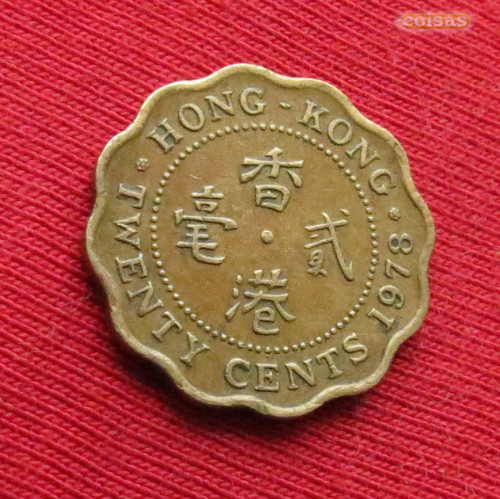 coisas
HONG - KONG
香港
貳毫
TWENTY CENTS 1978